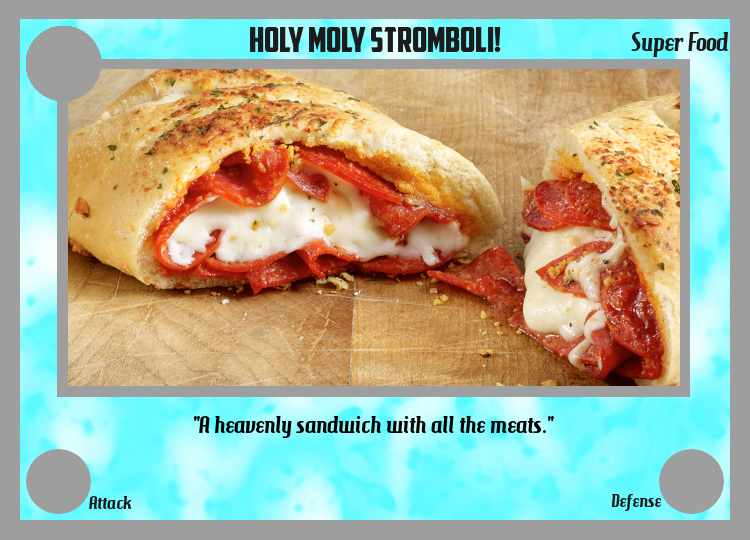 HOLY MOLY STROMBOLI!
Super Food
"A heavenly sandwich with all the meats."
Attack
Defense